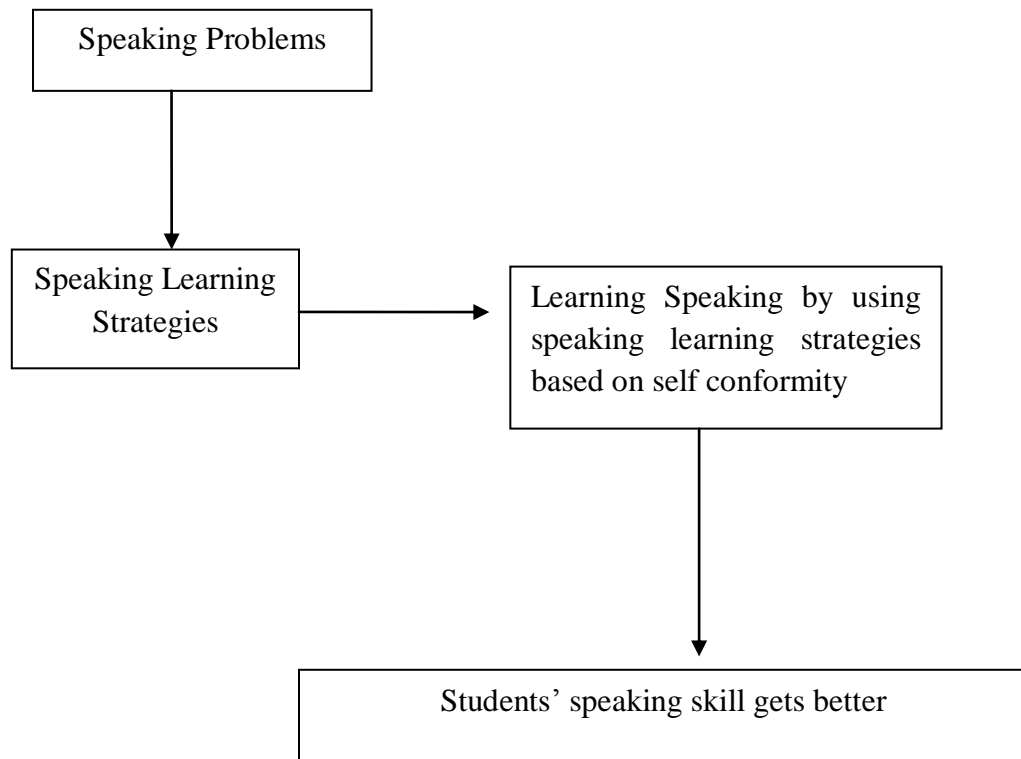 Speaking Problems
Speaking Learning
Strategies
Learning Speaking by using
speaking learning strategies
based on self conformity
Students’ speaking skill gets better